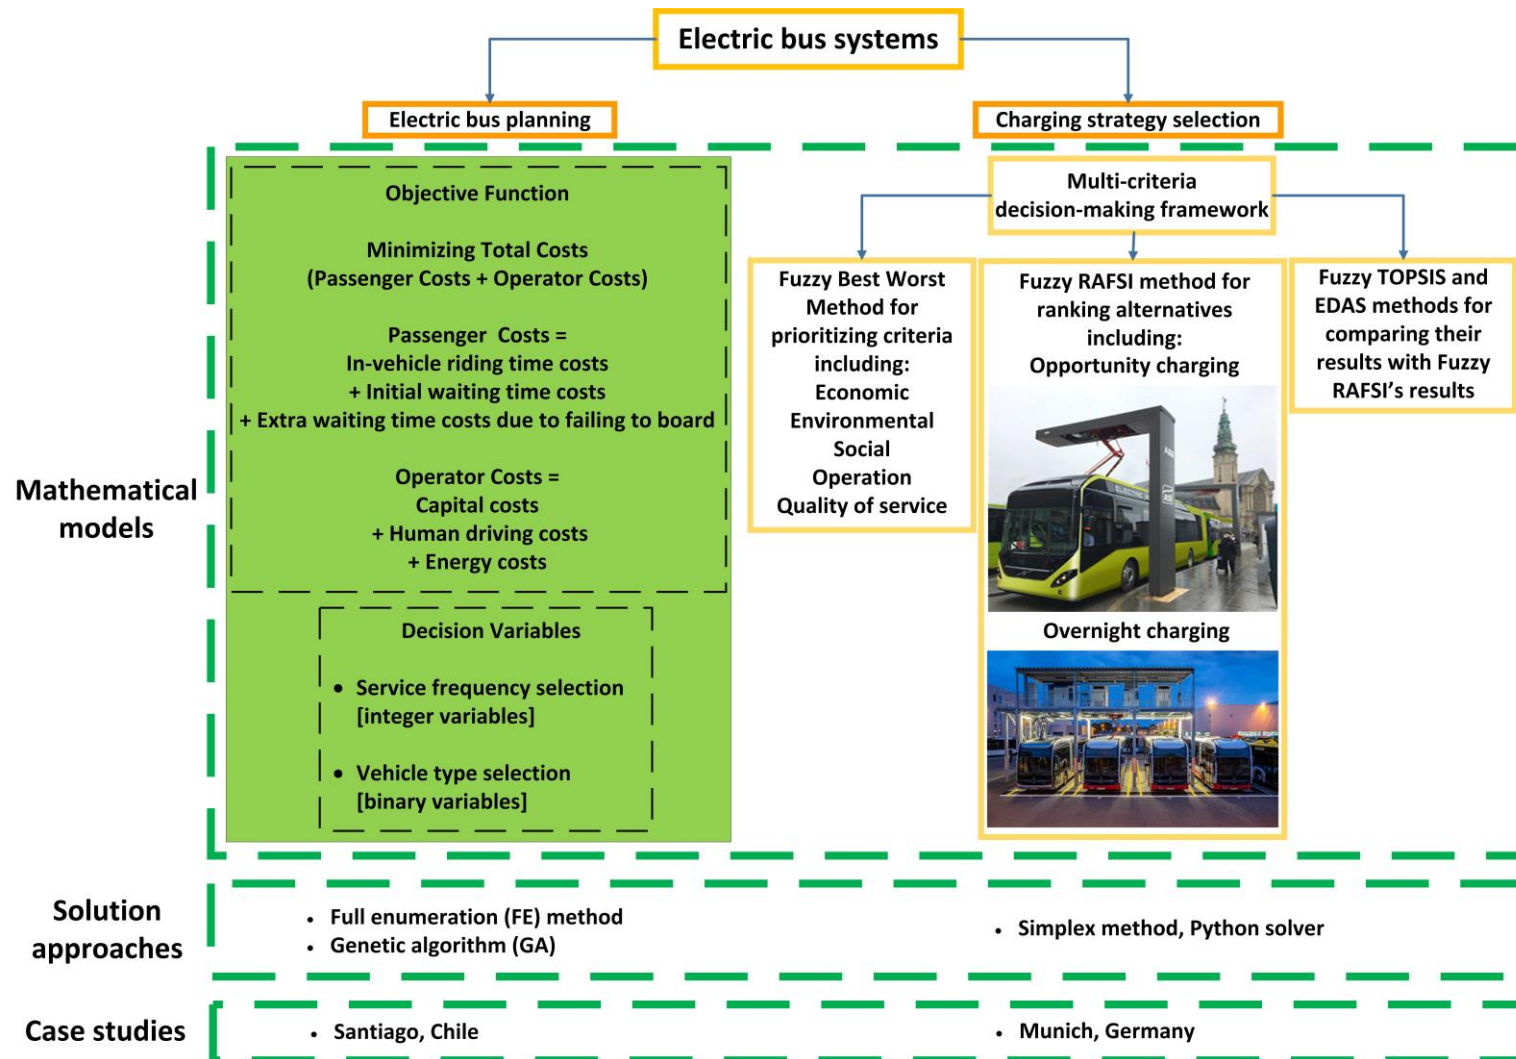 Electric bus systems
Electric bus planning
Charging strategy selection
Mathematical
models
Objective Function
Minimizing Total Costs
(Passenger Costs + Operator Costs)
Passenger Costs =
In-vehicle riding time costs
+ Initial waiting time costs
+ Extra waiting time costs due to failing to board
Operator Costs =
Capital costs
+ Human driving costs
+ Energy costs
Decision Variables
• Service frequency selection
[integer variables]
• Vehicle type selection
[binary variables]
Multi-criteria
decision-making framework
Fuzzy Best Worst
Method for
prioritizing criteria
including:
Economic
Environmental
Social
Operation
Quality of service
Fuzzy RAFSI method for
ranking alternatives
including:
Opportunity charging
Overnight charging
Fuzzy TOPSIS and
EDAS methods for
comparing their
results with Fuzzy
RAFSI’s results
Solution
approaches
• Full enumeration (FE) method
• Genetic algorithm (GA)
• Simplex method, Python solver
Case studies
• Santiago, Chile
• Munich, Germany